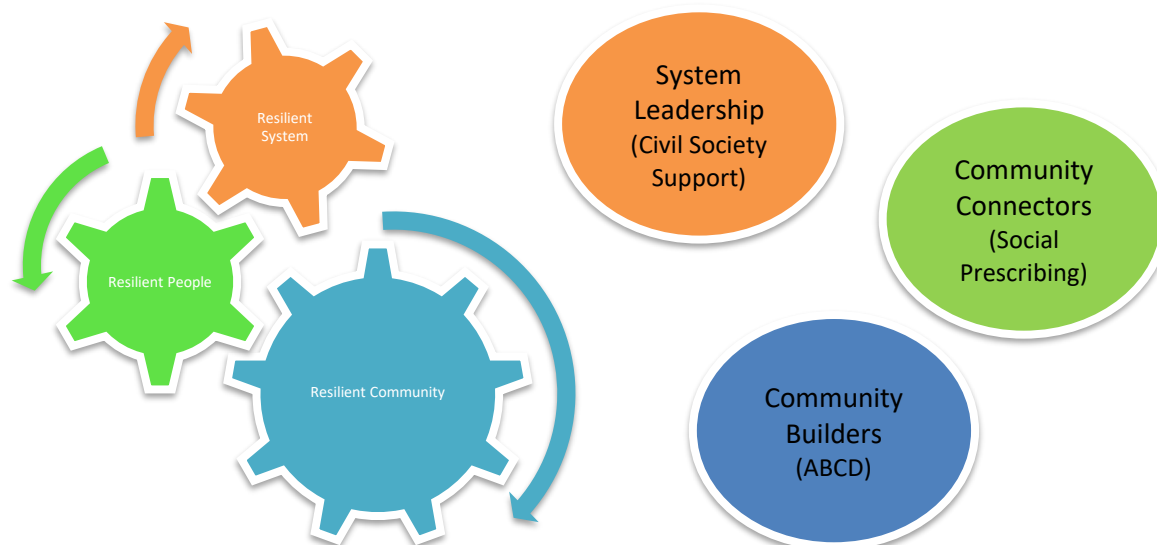 Resilient
System
Resilient People
Resilient Community
System
Leadership
(Civil Society
Support)
Community
Connectors
(Social
Prescribing)
Community
Builders
(ABCD)